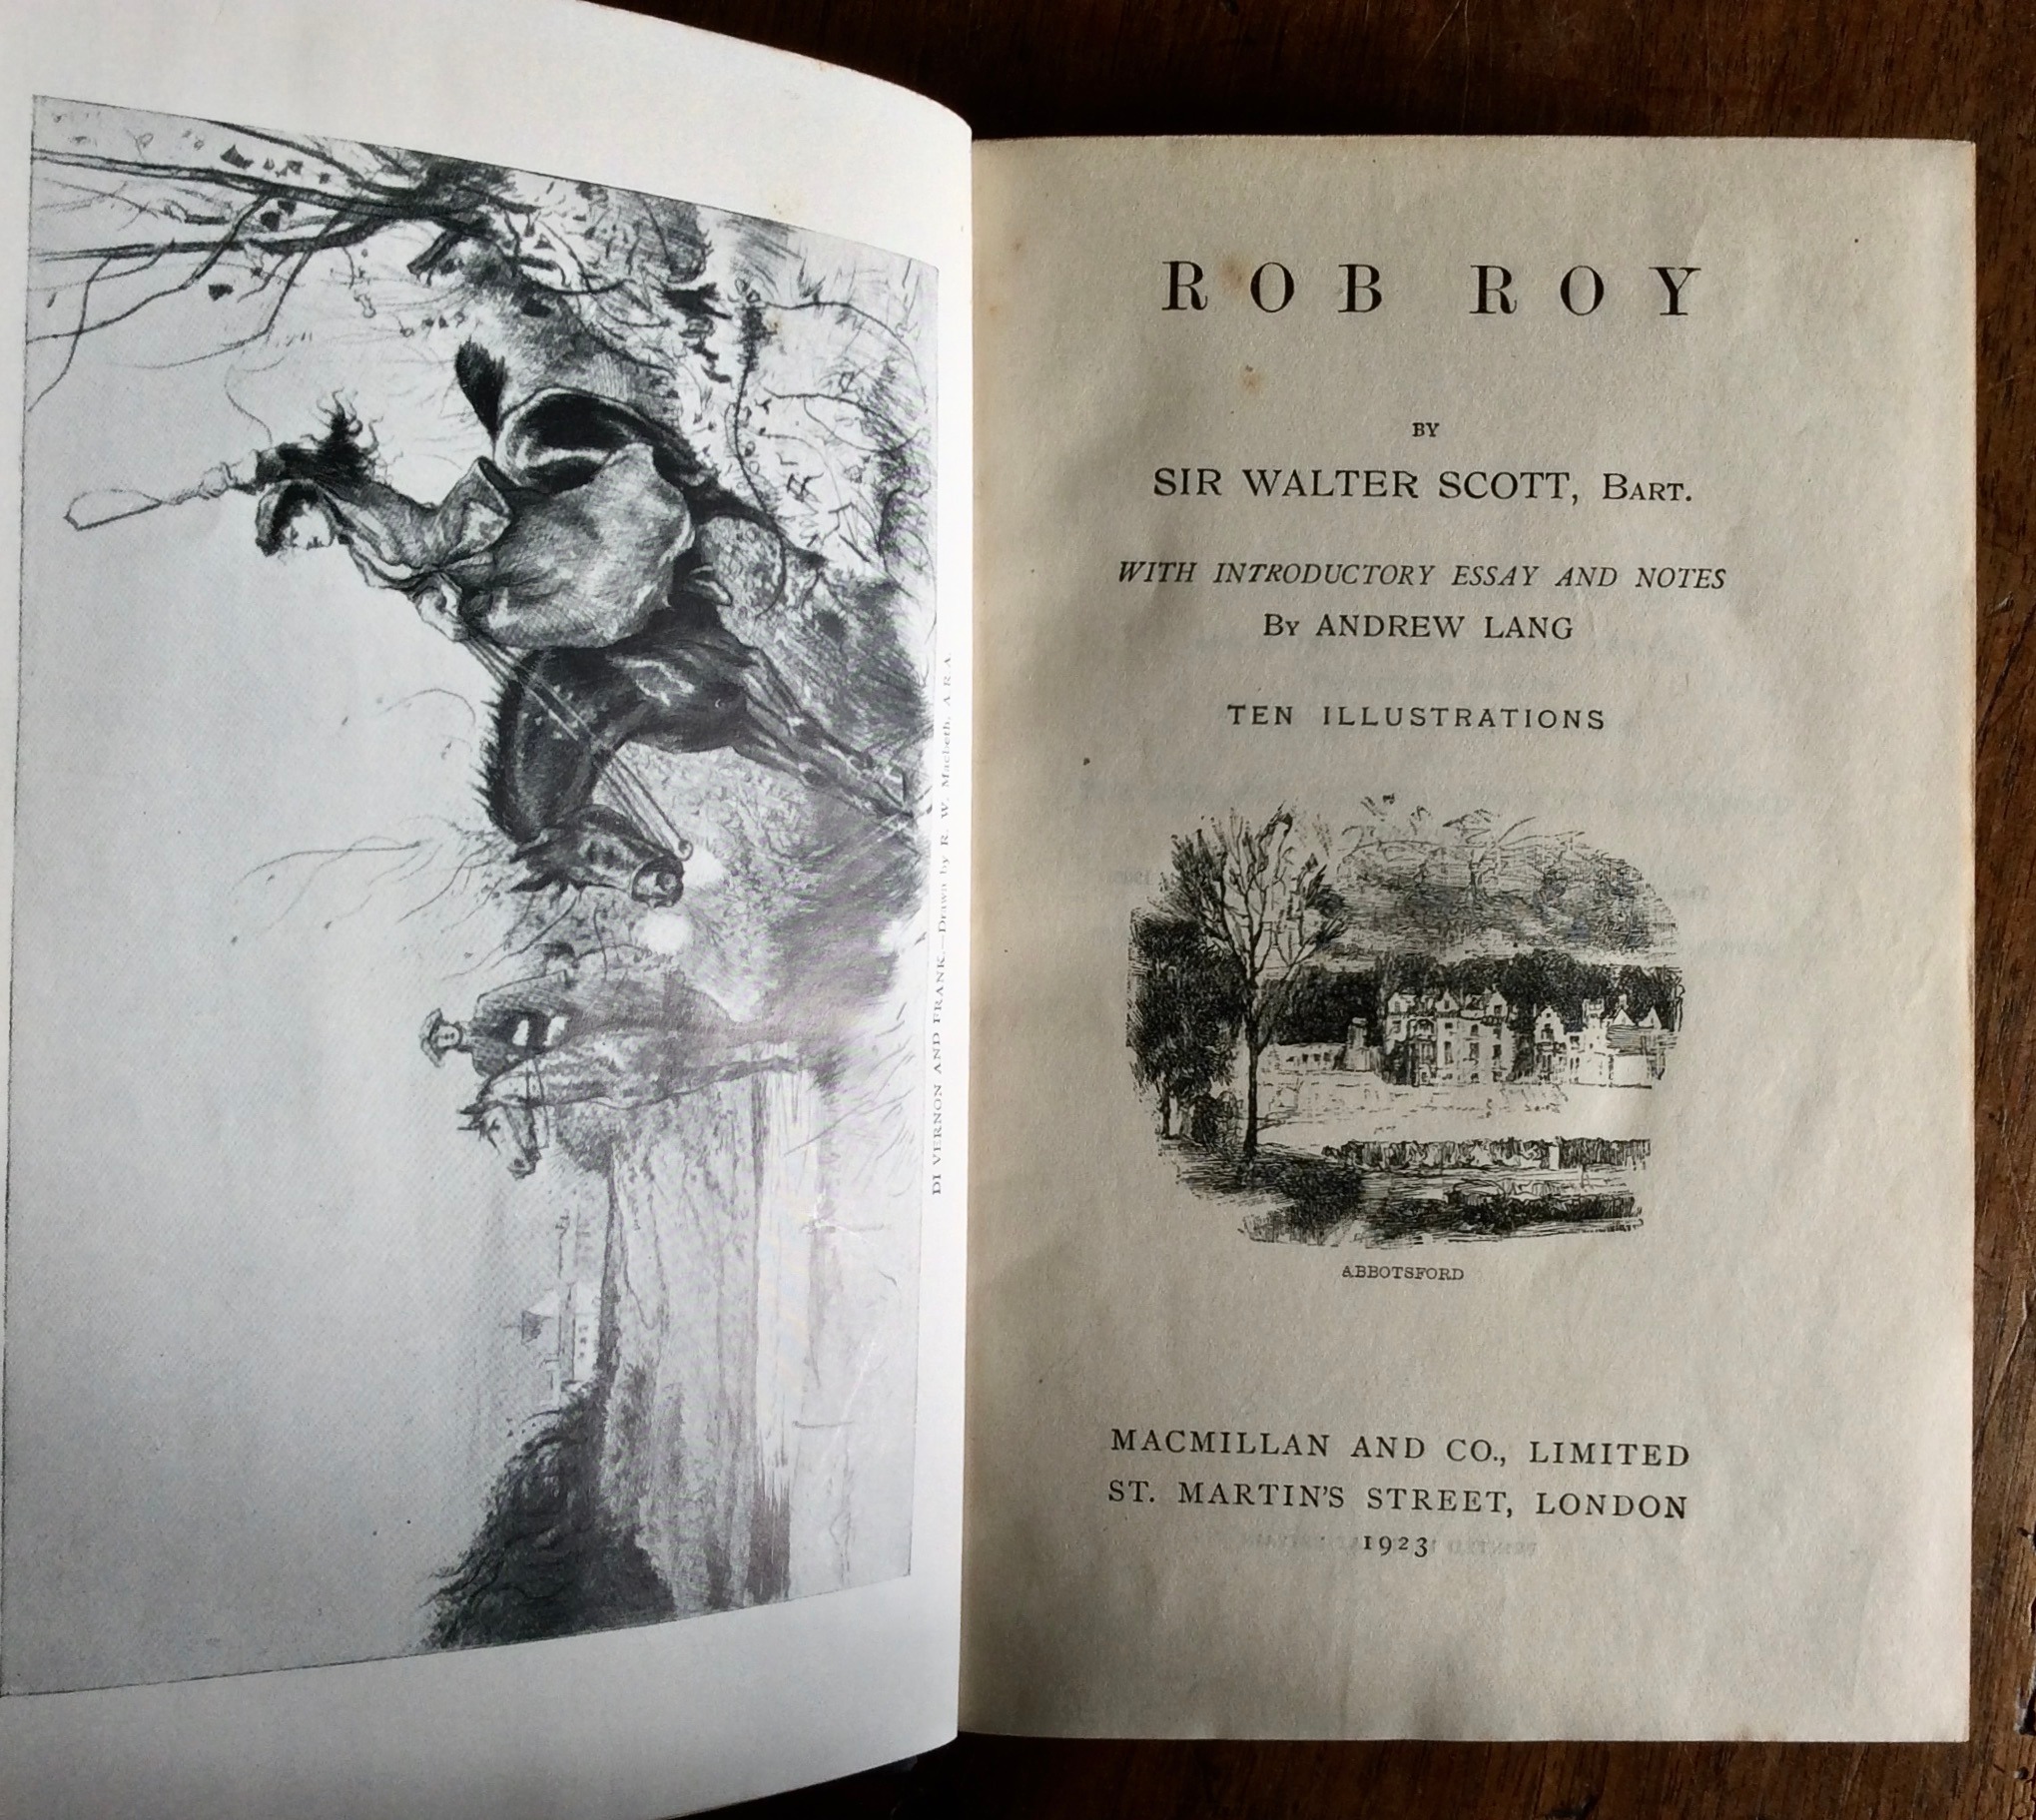 DI VERNON AND FRANK.—Drawn by R. W. Macbeth, A.R.A.
ROB ROY
BY
SIR WALTER SCOTT, BART.
WITH INTRODUCTORY ESSAY AND NOTES
BY ANDREW LANG
TEN ILLUSTRATIONS
ABBOTSFORD
MACMILLAN AND CO., LIMITED
ST. MARTIN'S STREET, LONDON
1923